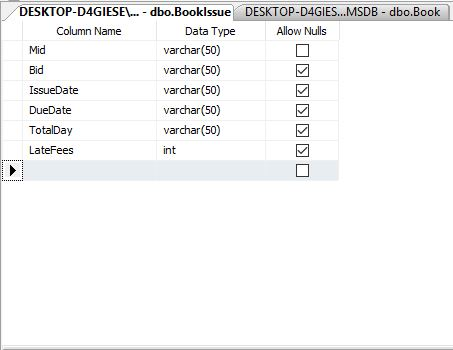 DESKTOP-D4GIESE\... - dbo.BookIssue DESKTOP-D4GIES...MSDB - dbo.Book
Column Name Data Type Allow Nulls
Mid varchar(50)
Bid varchar(50)
IssueDate varchar(50)
DueDate varchar(50)
TotalDay varchar(50)
LateFees int